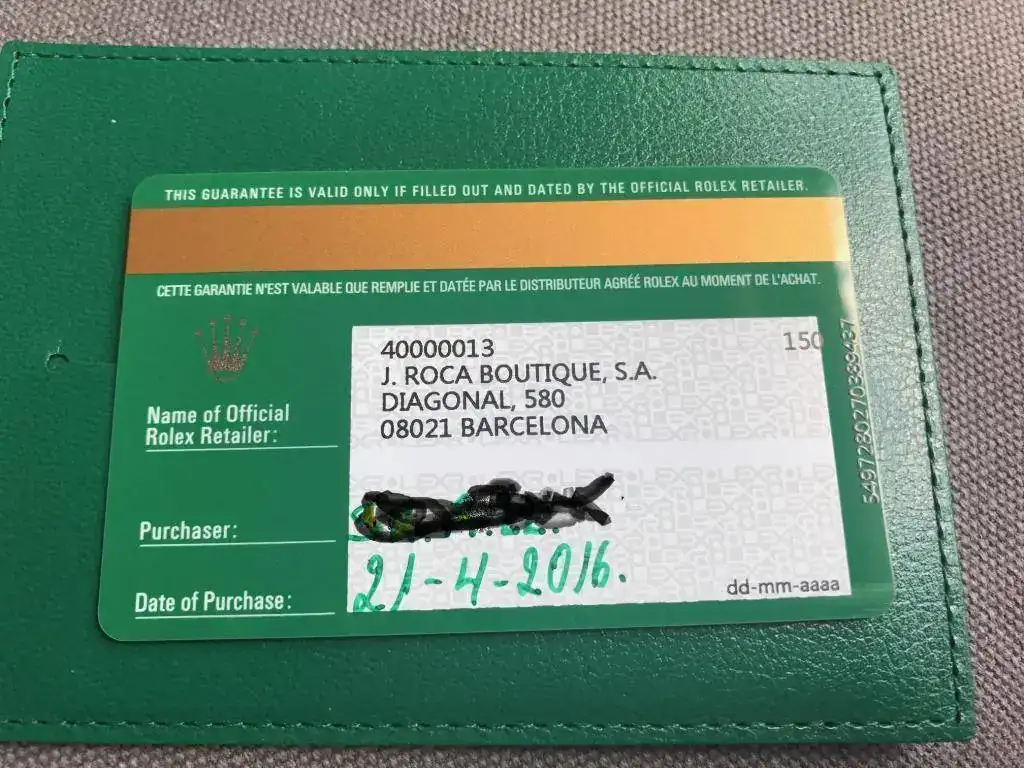 THIS GUARANTEE IS VALID ONLY IF FILLED OUT AND DATED BY THE OFFICIAL ROLEX RETAILER.
CETTE GARANTIE N'EST VALABLE QUE REMPLIE ET DATÉE PAR LE DISTRIBUTEUR AGRÉÉ ROLEX AU MOMENT DE L'ACHAT.
40000013
150
J. ROCA BOUTIQUE, S.A.
DIAGONAL, 580
08021 BARCELONA
Name of Official
Rolex Retailer:
Purchaser:
Date of Purchase:
21-4-2016.
dd-mm-aaaa